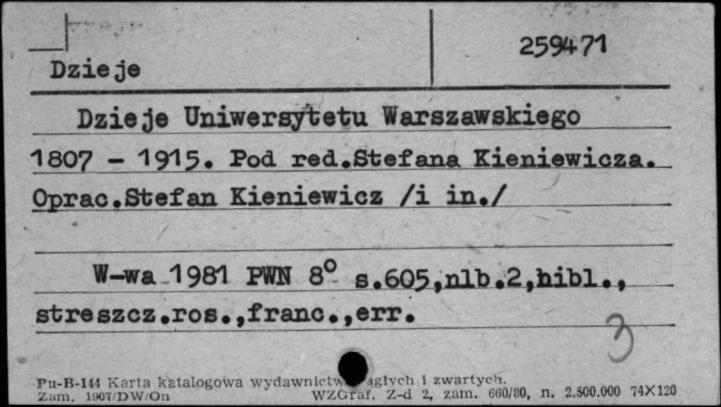 259471
Dzieje
Dzieje Uniwersytetu Warszawskiego
1807 - 1915. Pod red.Stefana Kieniewicza.
Oprac.Stefan Kieniewicz /i in./
W-wa 1981 PWN 8° s.605,nlb.2,bibl.,
streszcz.ros.,franc.,err.
3
Pu-B-144 Karta katalogowa wydawnictw ągłych i zwartych.
Zam. 1907/DW/On WZGraf. Z-d 2, zam. 660/80, n. 2.500.000 74X120